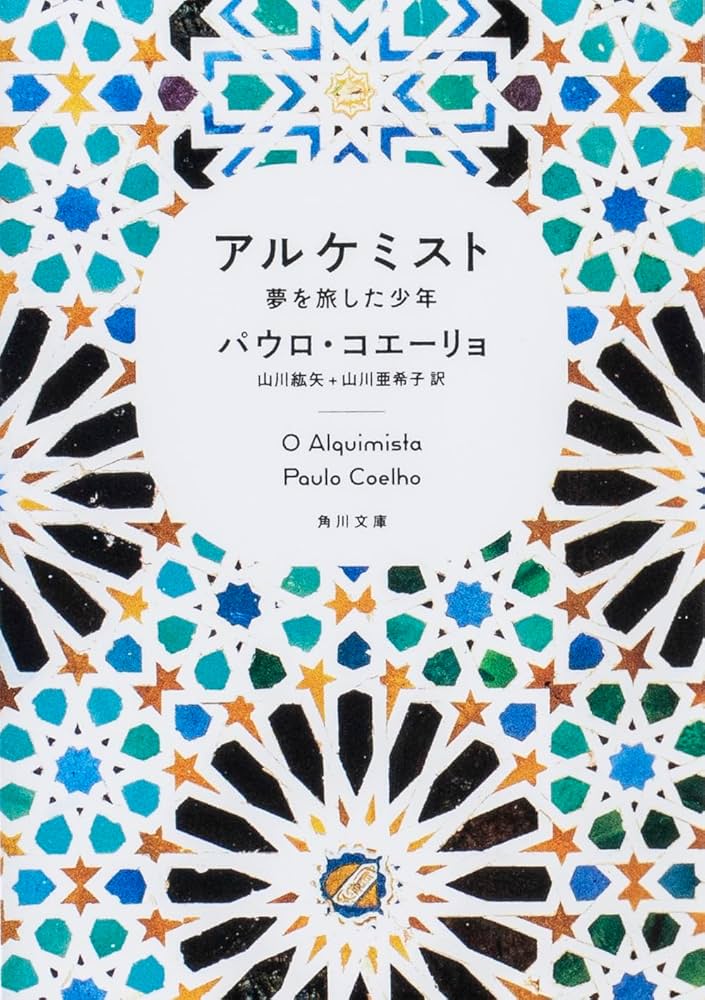 アルケミスト
夢を旅した少年
パウロ・コエーリョ
山川紘矢+山川亜希子 訳
O Alquimista
Paulo Coelho
角川文庫